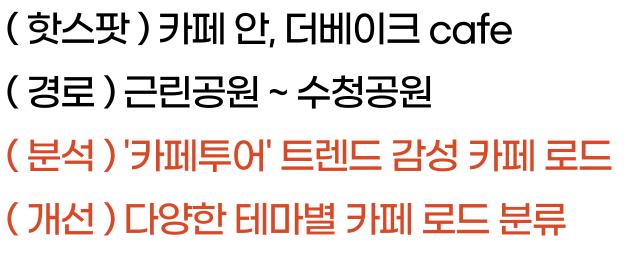 ( 핫스팟 ) 카페 안, 더베이크 cafe
( 경로 ) 근린공원 ~ 수청공원
( 분석 ) '카페투어' 트렌드 감성 카페 로드
( 개선 ) 다양한 테마별 카페 로드 분류